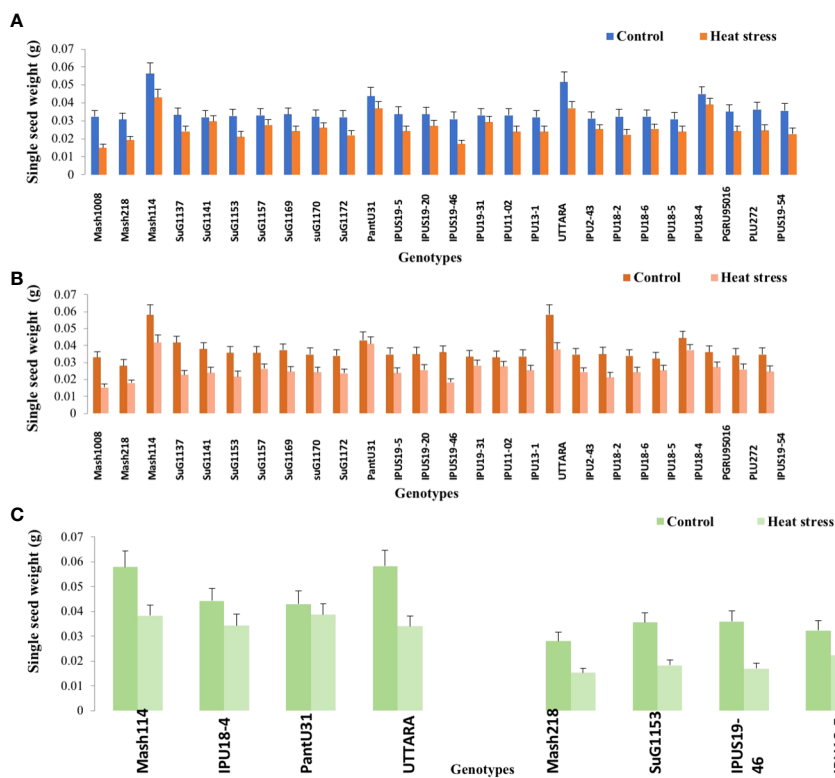 A
Control
Heat stress
Single seed weight (g)
0.07
0.06
0.05
0.04
0.03
0.02
0.01
0
Mash1008
Mash218
Mash114
SuG1137
SuG1141
SuG1153
SuG1157
SuG1169
suG1170
SuG1172
PantU31
IPUS19-5
IPUS19-20
IPUS19-46
IPU19-31
IPU11-02
IPU13-1
UTTARA
IPU2-43
IPU18-2
IPU18-6
IPU18-5
IPU18-4
PGRU95016
PLU272
IPUS19-54
Genotypes
B
Control
Heat stress
Single seed weight (g)
0.07
0.06
0.05
0.04
0.03
0.02
0.01
0
Mash1008
Mash218
Mash114
SuG1137
SuG1141
SuG1153
SuG1157
SuG1169
suG1170
SuG1172
PantU31
IPUS19-5
IPUS19-20
IPUS19-46
IPU19-31
IPU11-02
IPU13-1
UTTARA
IPU2-43
IPU18-2
IPU18-6
IPU18-5
IPU18-4
PGRU95016
PLU272
IPUS19-54
Genotypes
C
Control
Heat stress
Single seed weight (g)
0.07
0.06
0.05
0.04
0.03
0.02
0.01
0
Mash114
IPU18-4
PantU31
UTTARA
Mash218
SuG1153
IPUS19-
46
Genotypes